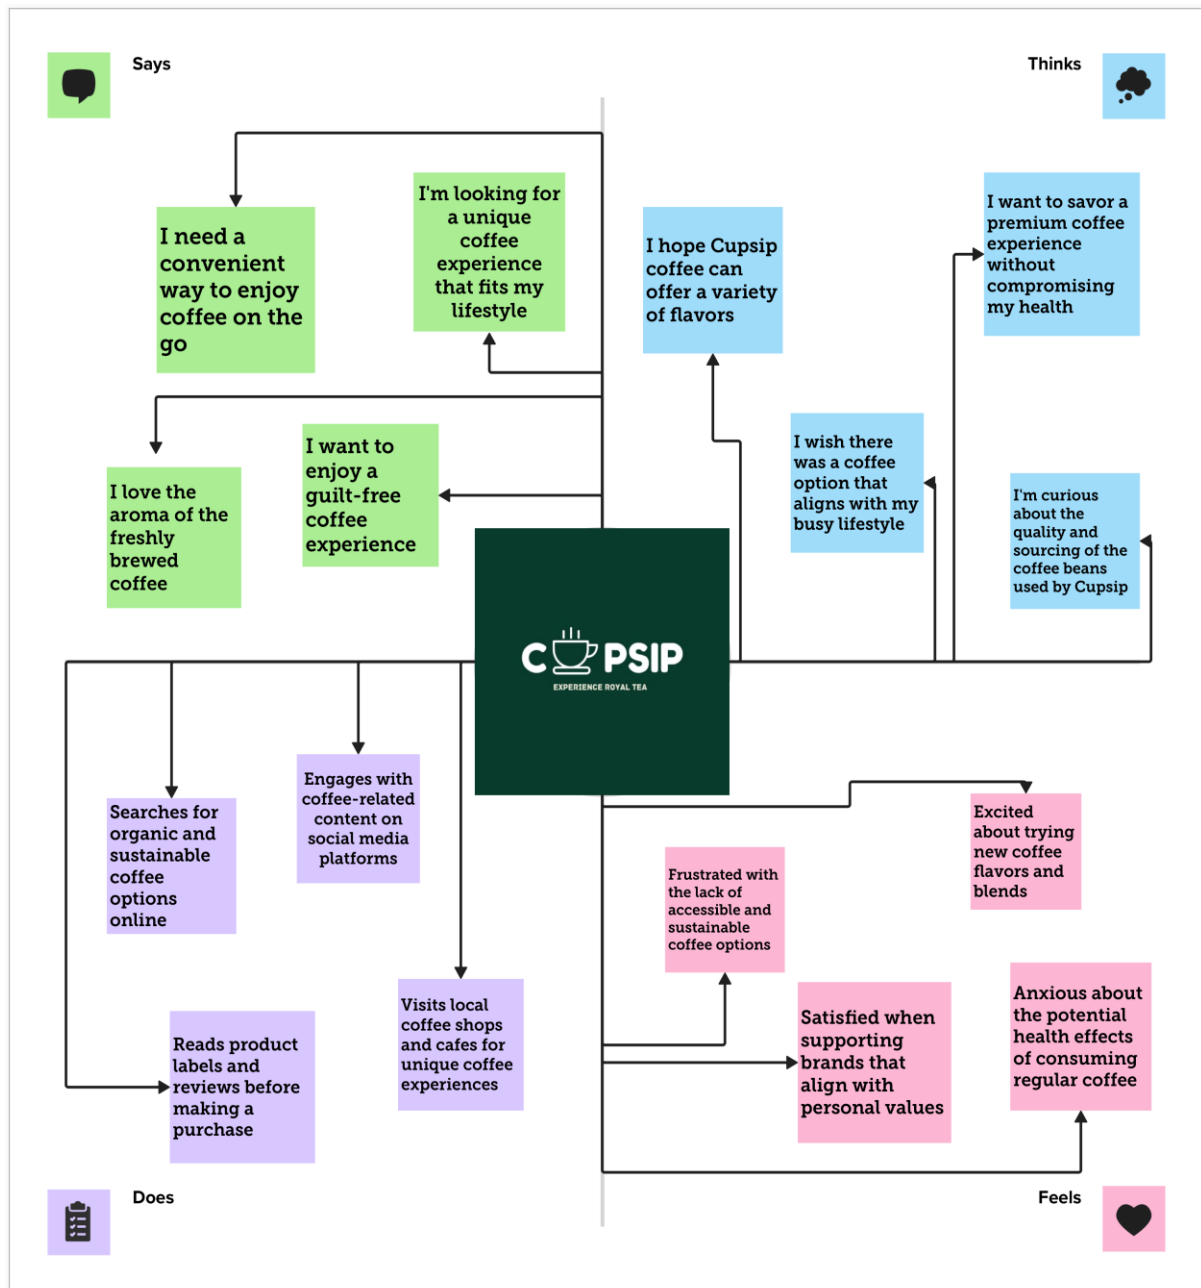 Says
Thinks
I need a
convenient
way to enjoy
coffee on the
go
I'm looking for
a unique
coffee
experience
that fits my
lifestyle
I hope Cupsip
coffee can
offer a variety
of flavors
I want to savor a
premium coffee
experience
without
compromising
my health
I love the
aroma of the
freshly
brewed
coffee
I want to
enjoy a
guilt-free
coffee
experience
I wish there
was a coffee
option that
aligns with my
busy lifestyle
I'm curious
about the
quality and
sourcing of the
coffee beans
used by Cupsip
C PSIP
EXPERIENCE ROYAL TEA
Searches for
organic and
sustainable
coffee
options
online
Engages with
coffee-related
content on
social media
platforms
Visits local
coffee shops
and cafes for
unique coffee
experiences
Reads product
labels and
reviews before
making a
purchase
Frustrated with
the lack of
accessible and
sustainable
coffee options
Excited
about trying
new coffee
flavors and
blends
Satisfied when
supporting
brands that
align with
personal values
Anxious about
the potential
health effects
of consuming
regular coffee
Does
Feels